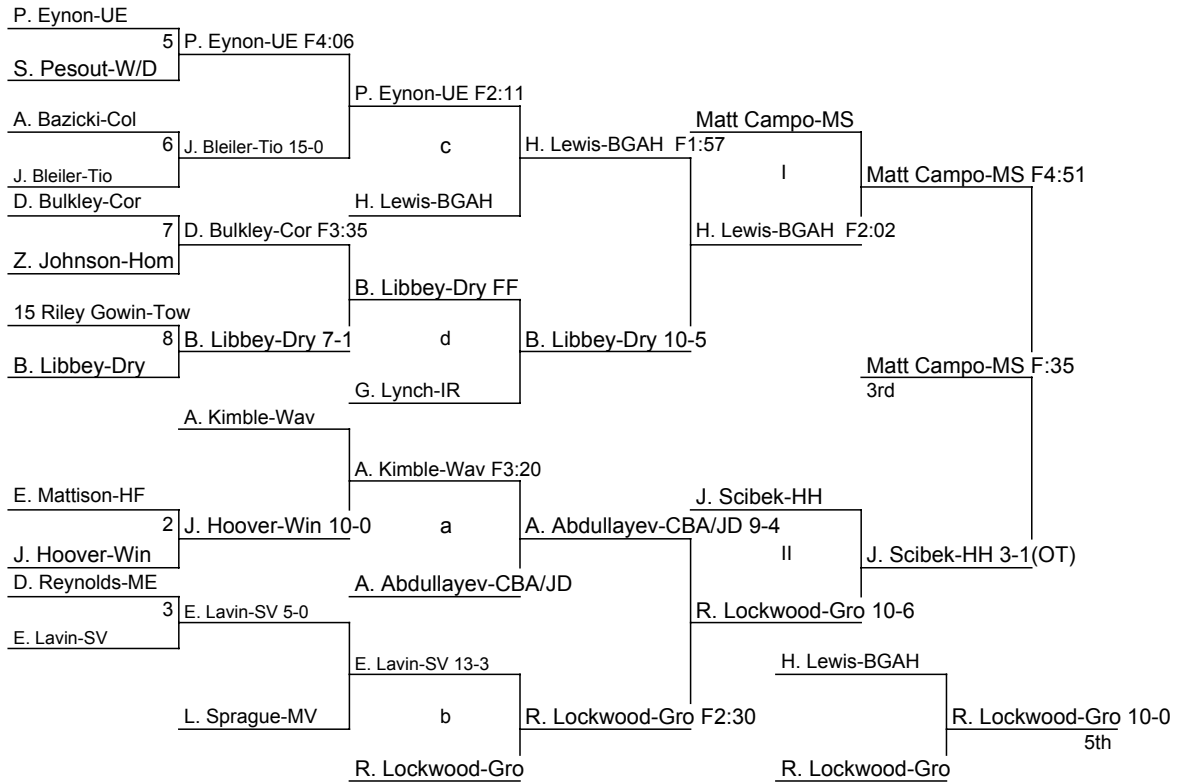 P. Eynon-UE
5
P. Eynon-UE F4:06
S. Pesout-W/D
P. Eynon-UE F2:11
A. Bazicki-Col
Matt Campo-MS
6
J. Bleiler-Tio 15-0
c
H. Lewis-BGAH F1:57
J. Bleiler-Tio
I
Matt Campo-MS F4:51
D. Bulkley-Cor
H. Lewis-BGAH
7
D. Bulkley-Cor F3:35
H. Lewis-BGAH F2:02
Z. Johnson-Hom
B. Libbey-Dry FF
15 Riley Gowin-Tow
8
B. Libbey-Dry 7-1
d
B. Libbey-Dry 10-5
B. Libbey-Dry
Matt Campo-MS F:35
G. Lynch-IR
3rd
A. Kimble-Wav
A. Kimble-Wav F3:20
E. Mattison-HF
J. Scibek-HH
2
J. Hoover-Win 10-0
a
A. Abdullayev-CBA/JD 9-4
J. Hoover-Win
II
J. Scibek-HH 3-1(OT)
D. Reynolds-ME
A. Abdullayev-CBA/JD
3
E. Lavin-SV 5-0
R. Lockwood-Gro 10-6
E. Lavin-SV
E. Lavin-SV 13-3
H. Lewis-BGAH
L. Sprague-MV
b
R. Lockwood-Gro F2:30
R. Lockwood-Gro 10-0
5th
R. Lockwood-Gro
R. Lockwood-Gro